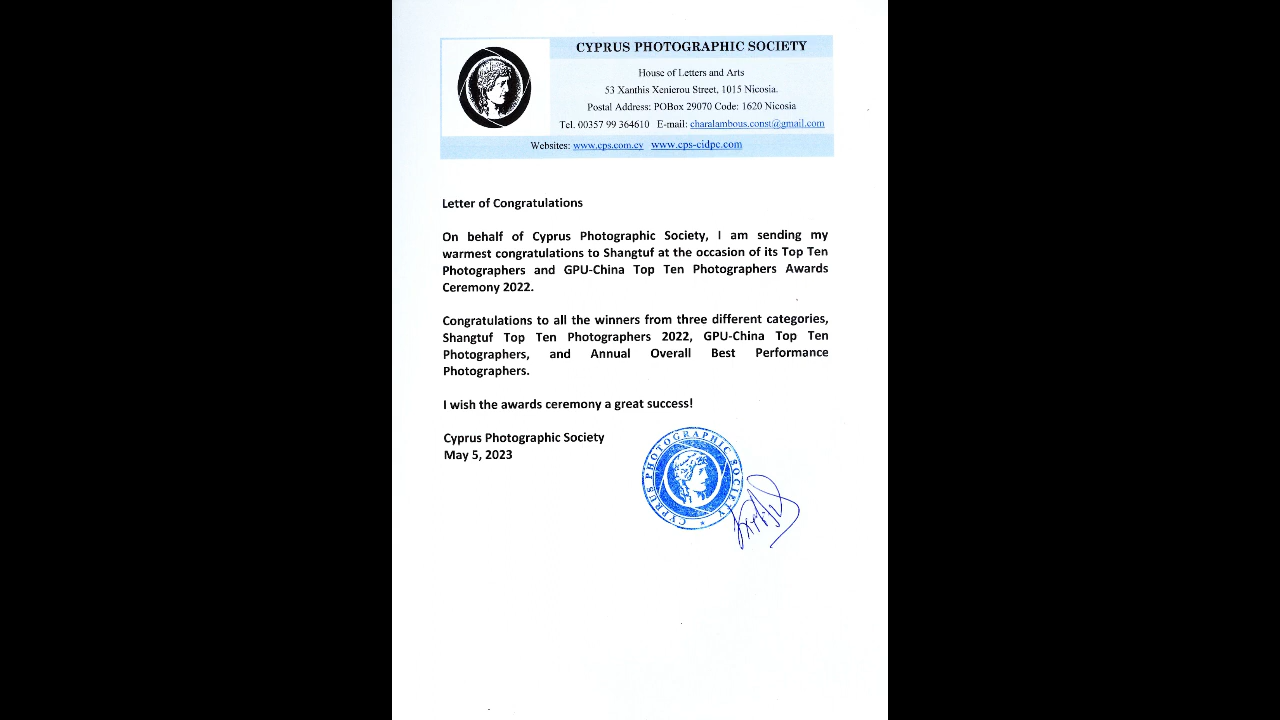 CYPRUS PHOTOGRAPHIC SOCIETY
House of Letters and Arts
53 Xanthis Xenierou Street, 1015 Nicosia.
Postal Address: POBox 29070 Code: 1620 Nicosia
Tel. 00357 99 364610 E-mail: charalambous.const@gmail.com
Websites: www.cps.com.cy www.cps-cidpc.com
Letter of Congratulations
On behalf of Cyprus Photographic Society, I am sending my
warmest congratulations to Shangtuf at the occasion of its Top Ten
Photographers and GPU-China Top Ten Photographers Awards
Ceremony 2022.
Congratulations to all the winners from three different categories,
Shangtuf Top Ten Photographers 2022, GPU-China Top Ten
Photographers, and Annual Overall Best Performance
Photographers.
I wish the awards ceremony a great success!
Cyprus Photographic Society
May 5, 2023
CYPRUS PHOTOGRAPHIC SOCIETY